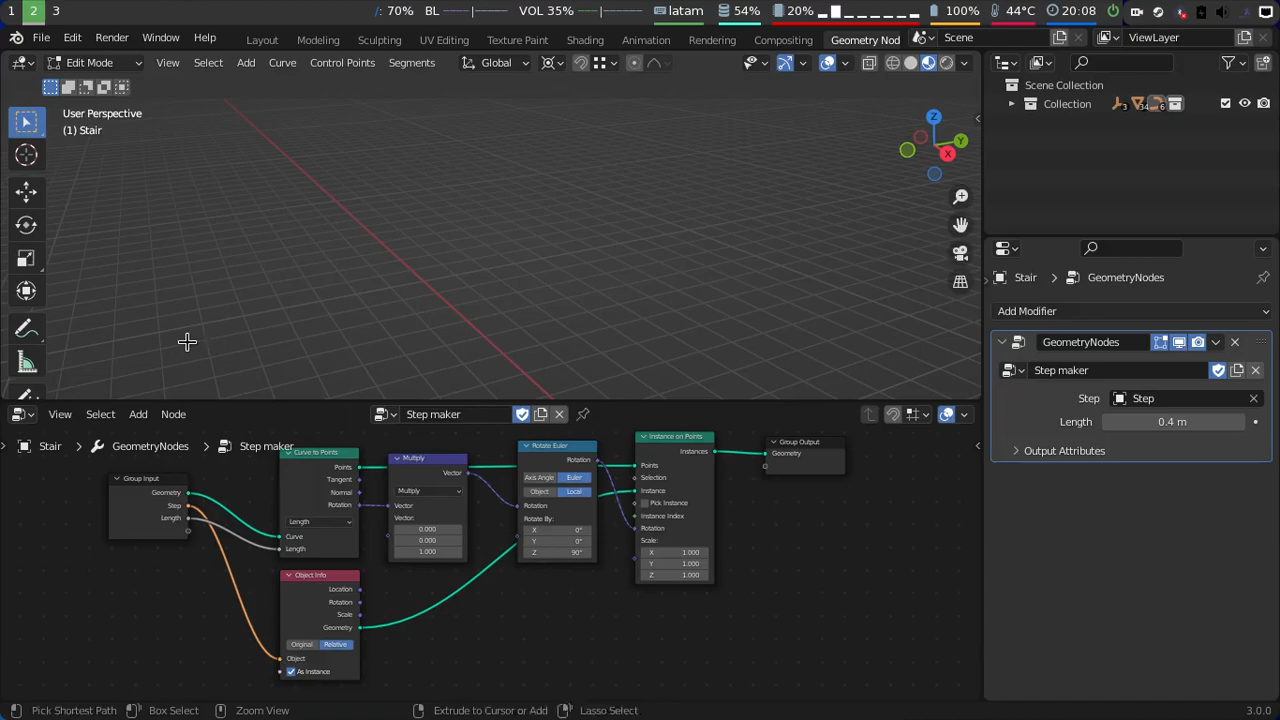 2 3 /: 70% BL VOL 35% latam 54% 20% 100% 44°C 20:08
File Edit Render Window Help Layout Modeling Sculpting UV Editing Texture Paint Shading Animation Rendering Compositing Geometry Nod Scene ViewLayer
Edit Mode View Select Add Curve Control Points Segments Global
User Perspective
(1) Stair
Z
Y
X
Scene Collection
Collection 3 34 6
Stair GeometryNodes
Add Modifier
GeometryNodes
Step maker
Step Step
Length 0.4 m
Output Attributes
View Select Add Node Step maker
Stair GeometryNodes Step maker
Group Input
Geometry
Step
Length
Curve to Points
Points
Tangent
Normal
Rotation
Length
Curve
Length
Object Info
Location
Rotation
Scale
Geometry
Original Relative
Object
As Instance
Multiply
Vector
Multiply
Vector
Vector:
0.000
0.000
1.000
Rotate Euler
Rotation
Axis Angle Euler
Object Local
Rotation
Rotate By:
X 0°
Y 0°
Z 90°
Instance on Points
Instances
Points
Selection
Instance
Pick Instance
Instance Index
Rotation
Scale:
X 1.000
Y 1.000
Z 1.000
Group Output
Geometry
Pick Shortest Path Box Select Zoom View Extrude to Cursor or Add Lasso Select 3.0.0